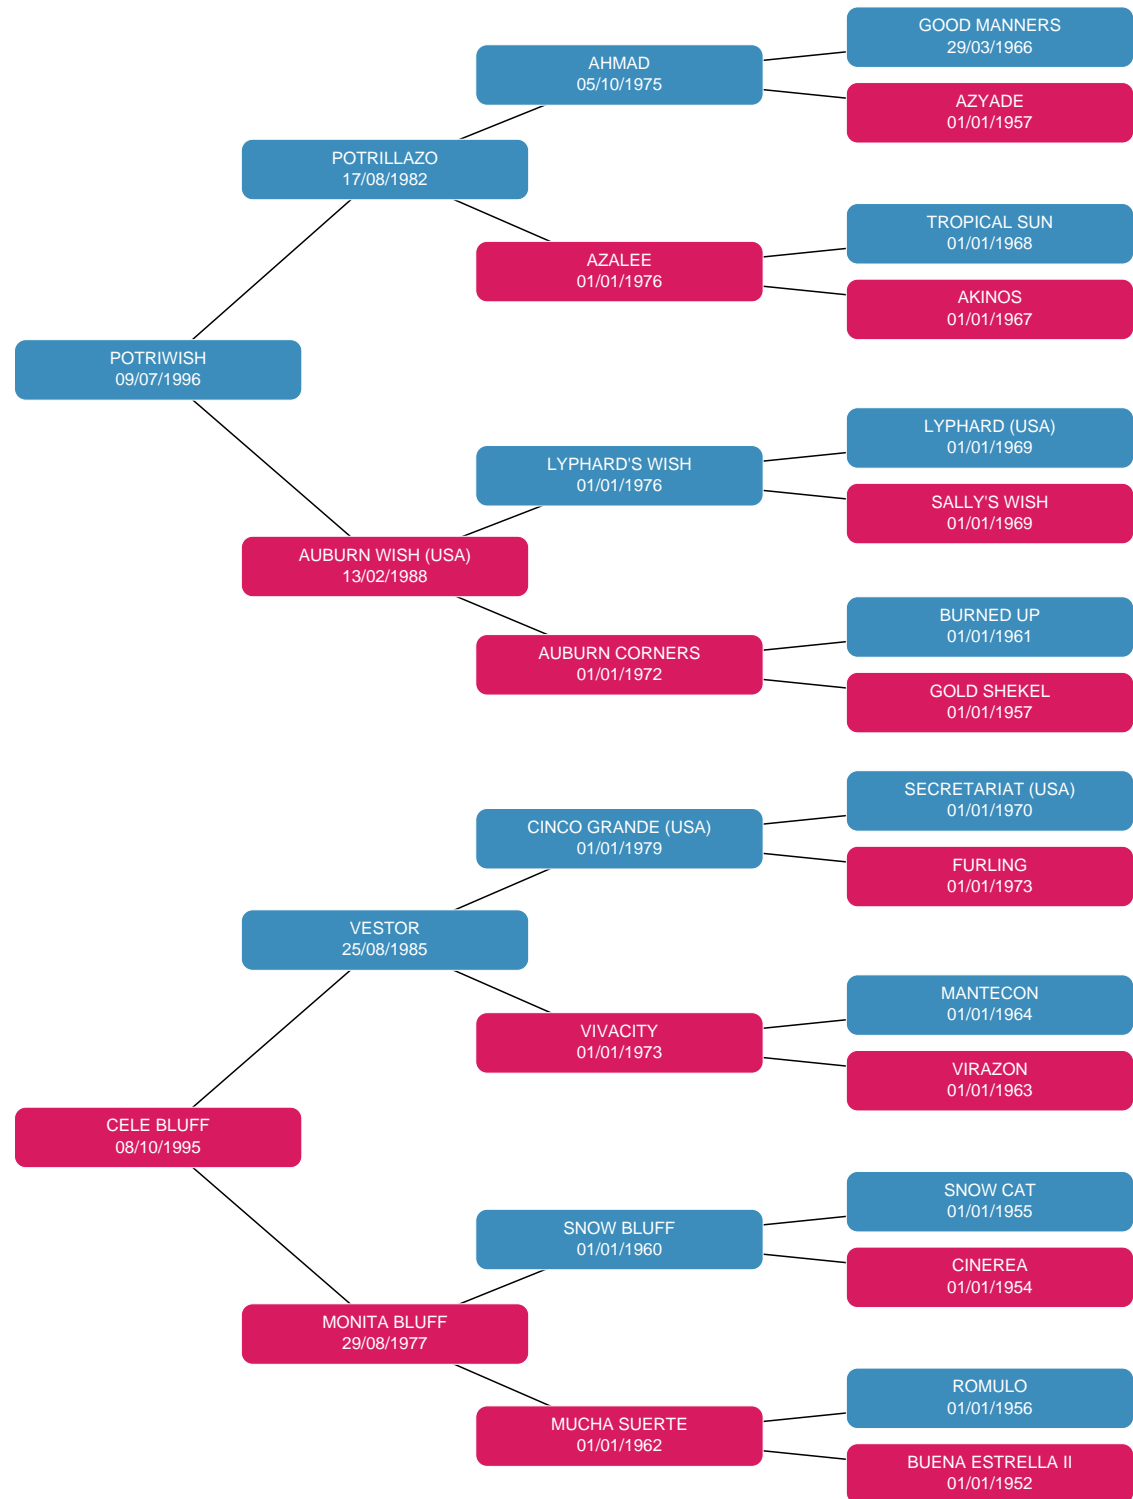 GOOD MANNERS
29/03/1966
AHMAD
05/10/1975
AZYADE
01/01/1957
POTRILLAZO
17/08/1982
TROPICAL SUN
01/01/1968
AZALEE
01/01/1976
AKINOS
01/01/1967
POTRIWISH
09/07/1996
LYPHARD (USA)
01/01/1969
LYPHARD'S WISH
01/01/1976
SALLY'S WISH
01/01/1969
AUBURN WISH (USA)
13/02/1988
BURNED UP
01/01/1961
AUBURN CORNERS
01/01/1972
GOLD SHEKEL
01/01/1957
SECRETARIAT (USA)
01/01/1970
CINCO GRANDE (USA)
01/01/1979
FURLING
01/01/1973
VESTOR
25/08/1985
MANTECON
01/01/1964
VIVACITY
01/01/1973
VIRAZON
01/01/1963
CELE BLUFF
08/10/1995
SNOW CAT
01/01/1955
SNOW BLUFF
01/01/1960
CINEREA
01/01/1954
MONITA BLUFF
29/08/1977
ROMULO
01/01/1956
MUCHA SUERTE
01/01/1962
BUENA ESTRELLA II
01/01/1952